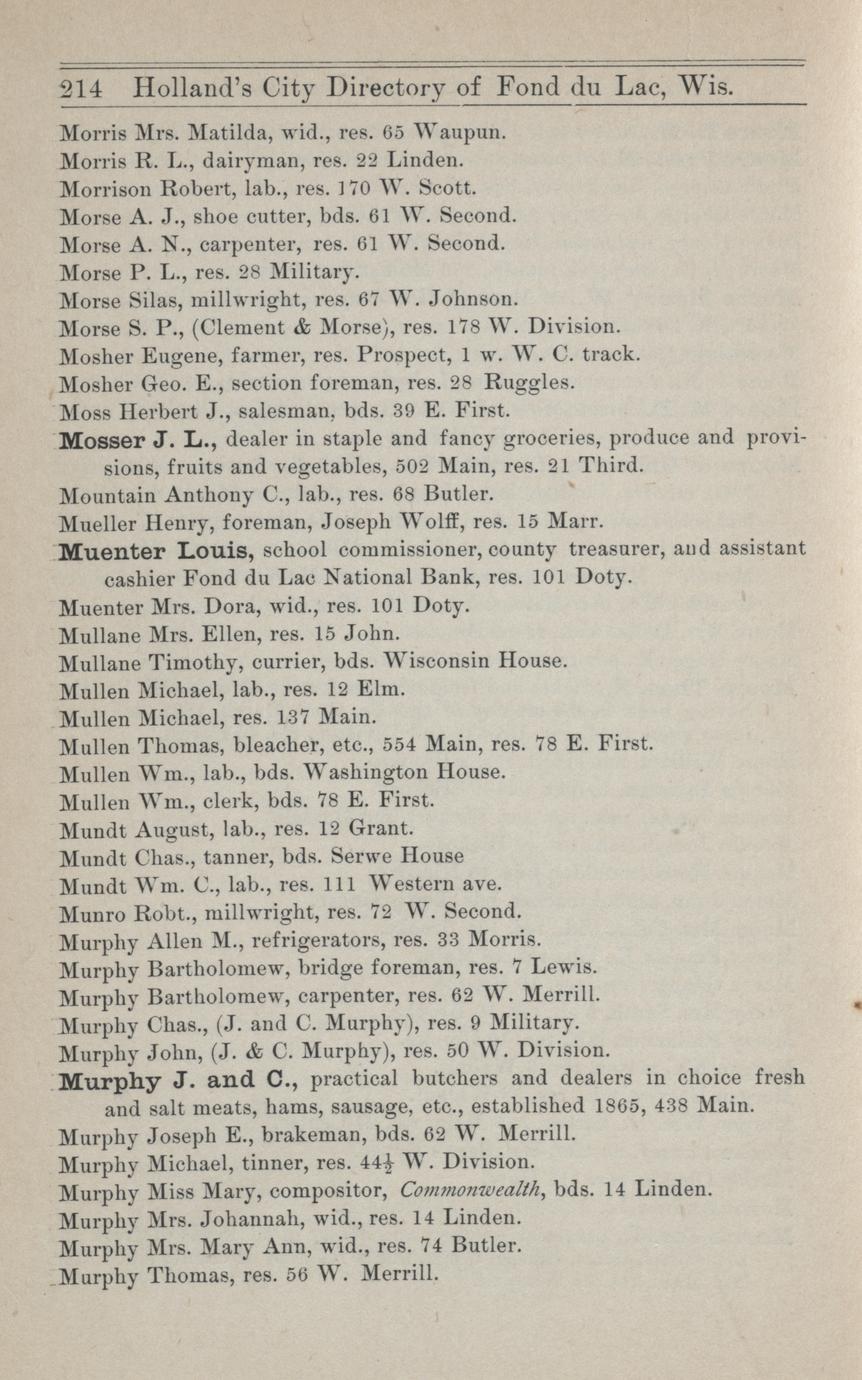 214 Holland's City Directory of Fond du Lac, Wis.
Morris Mrs. Matilda, wid., res. 65 Waupun.
Morris R. L., dairyman, res. 22 Linden.
Morrison Robert, lab., res. 170 W. Scott.
Morse A. J., shoe cutter, bds. 61 W. Second.
Morse A. N., carpenter, res. 61 W. Second.
Morse P. L., res. 28 Military.
Morse Silas, millwright, res. 67 W. Johnson.
Morse S. P., (Clement & Morse), res. 178 W. Division.
Mosher Eugene, farmer, res. Prospect, 1 w. W. C. track.
Mosher Geo. E., section foreman, res. 28 Ruggles.
Moss Herbert J., salesman, bds. 39 E. First.
Mosser J. L., dealer in staple and fancy groceries, produce and provi-
sions, fruits and vegetables, 502 Main, res. 21 Third.
Mountain Anthony C., lab., res. 68 Butler.
Mueller Henry, foreman, Joseph Wolff, res. 15 Marr.
Muenter Louis, school commissioner, county treasurer, and assistant
cashier Fond du Lac National Bank, res. 101 Doty.
Muenter Mrs. Dora, wid., res. 101 Doty.
Mullane Mrs. Ellen, res. 15 John.
Mullane Timothy, currier, bds. Wisconsin House.
Mullen Michael, lab., res. 12 Elm.
Mullen Michael, res. 137 Main.
Mullen Thomas, bleacher, etc., 554 Main, res. 78 E. First.
Mullen Wm., lab., bds. Washington House.
Mullen Wm., clerk, bds. 78 E. First.
Mundt August, lab., res. 12 Grant.
Mundt Chas., tanner, bds. Serwe House
Mundt Wm. C., lab., res. 111 Western ave.
Munro Robt., millwright, res. 72 W. Second.
Murphy Allen M., refrigerators, res. 33 Morris.
Murphy Bartholomew, bridge foreman, res. 7 Lewis.
Murphy Bartholomew, carpenter, res. 62 W. Merrill.
Murphy Chas., (J. and C. Murphy), res. 9 Military.
Murphy John, (J. & C. Murphy), res. 50 W. Division.
Murphy J. and C., practical butchers and dealers in choice fresh
and salt meats, hams, sausage, etc., established 1865, 438 Main.
Murphy Joseph E., brakeman, bds. 62 W. Merrill.
Murphy Michael, tinner, res. 44½ W. Division.
Murphy Miss Mary, compositor, Commonwealth, bds. 14 Linden.
Murphy Mrs. Johannah, wid., res. 14 Linden.
Murphy Mrs. Mary Ann, wid., res. 74 Butler.
Murphy Thomas, res. 56 W. Merrill.